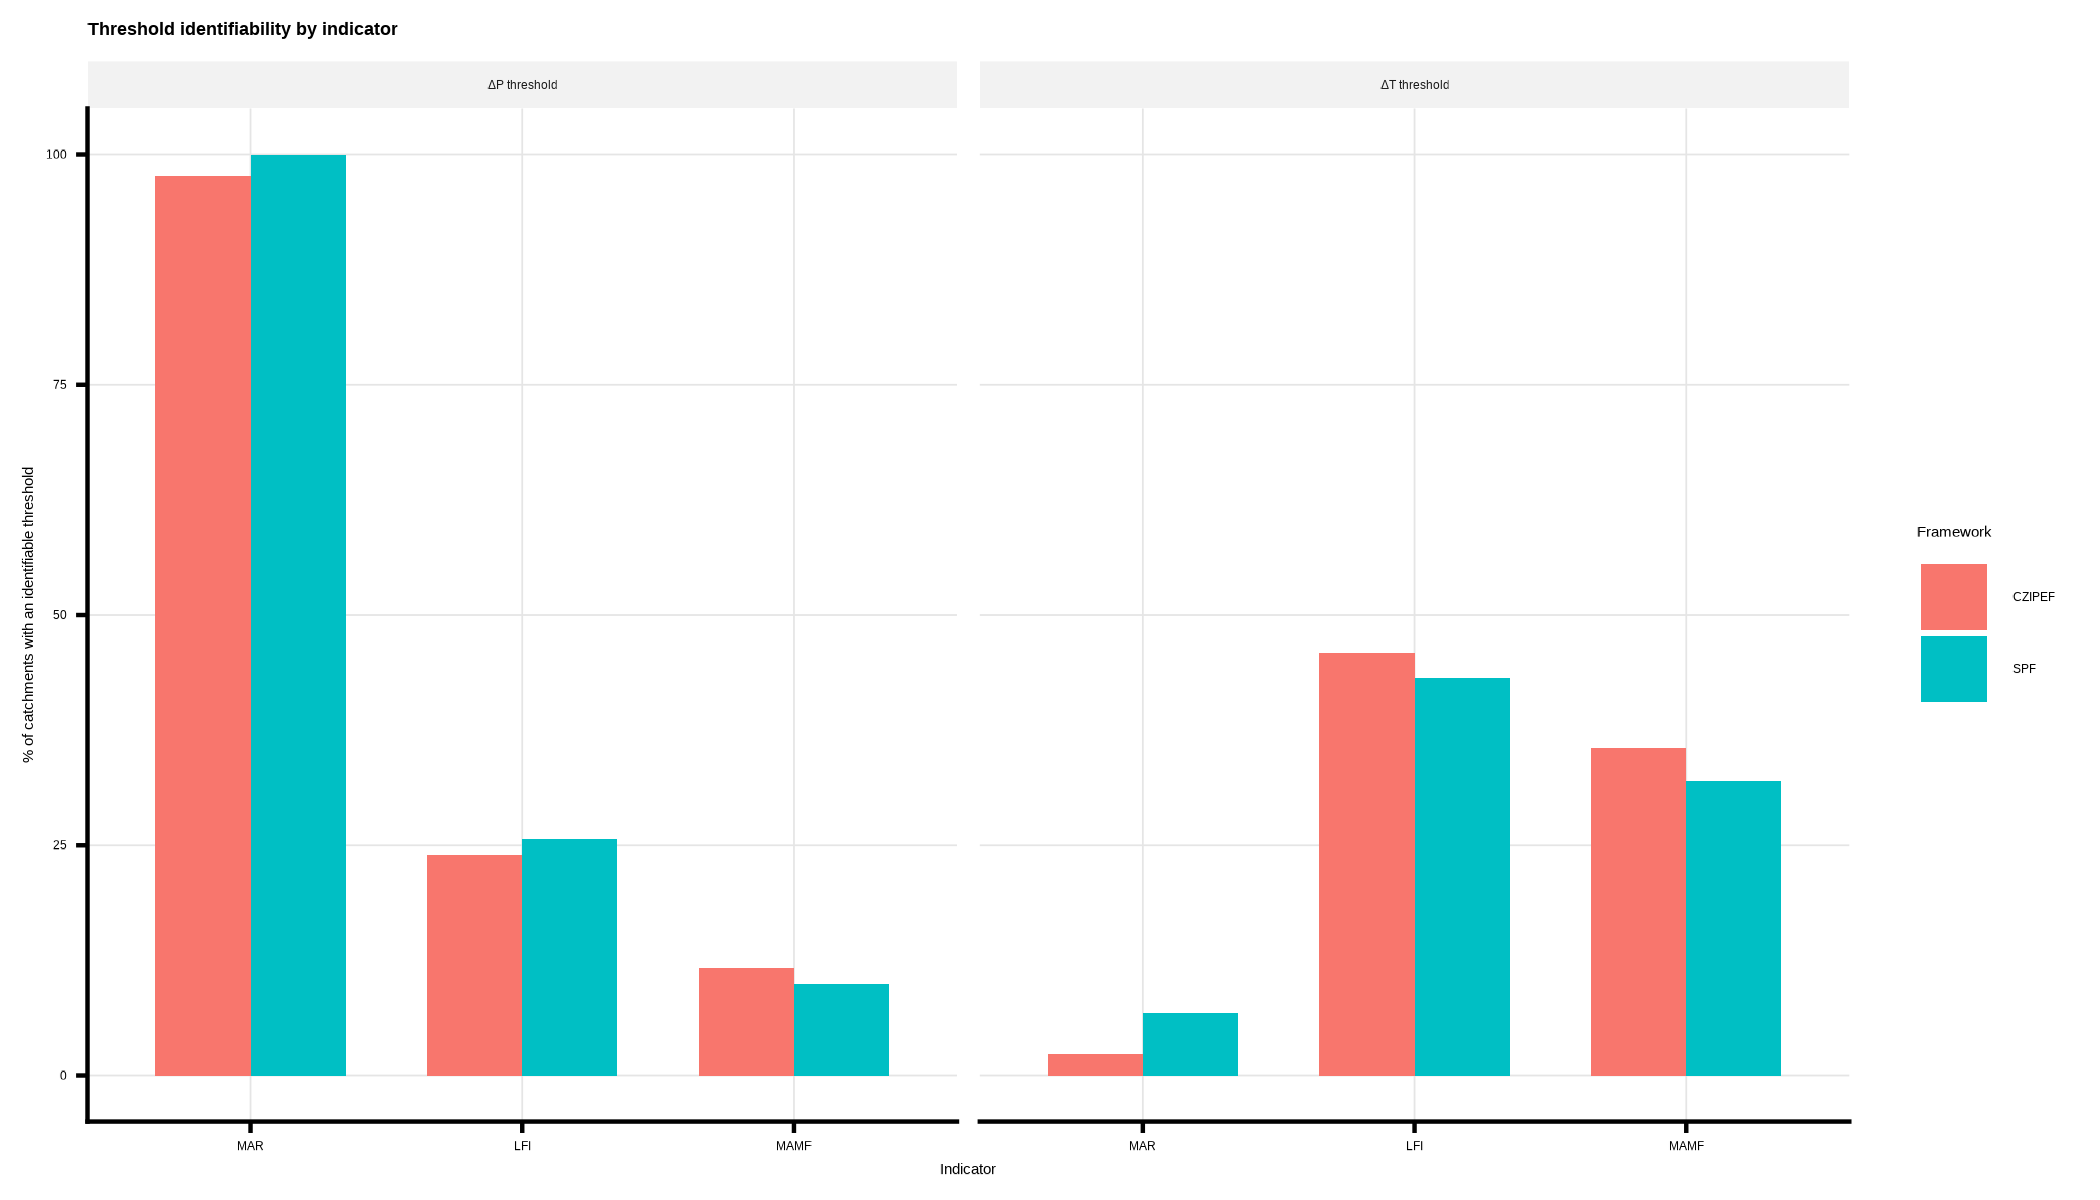 Threshold identifiability by indicator
ΔP threshold
ΔT threshold
% of catchments with an identifiable threshold
100
75
50
25
0
MAR
LFI
MAMF
MAR
LFI
MAMF
Indicator
Framework
CZIPEF
SPF